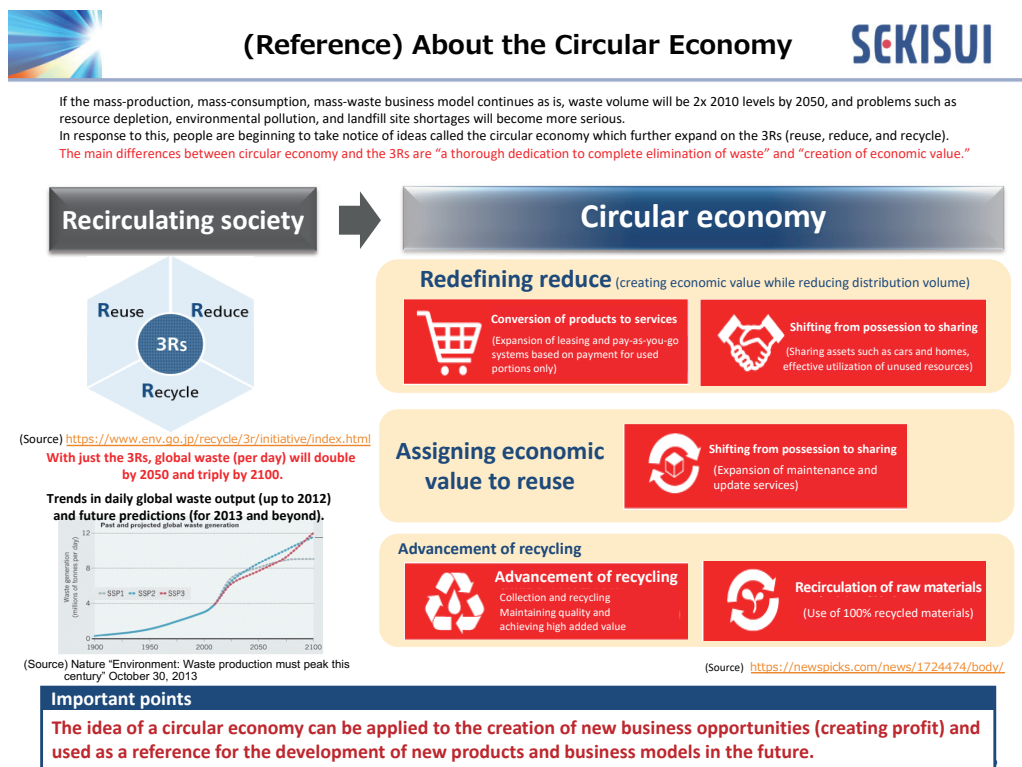 (Reference) About the Circular Economy
SEKISUI
If the mass-production, mass-consumption, mass-waste business model continues as is, waste volume will be 2x 2010 levels by 2050, and problems such as
resource depletion, environmental pollution, and landfill site shortages will become more serious.
In response to this, people are beginning to take notice of ideas called the circular economy which further expand on the 3Rs (reuse, reduce, and recycle).
The main differences between circular economy and the 3Rs are “a thorough dedication to complete elimination of waste” and “creation of economic value.”
Recirculating society
Circular economy
Reuse
Reduce
3Rs
Recycle
(Source) https://www.env.go.jp/recycle/3r/initiative/index.html
With just the 3Rs, global waste (per day) will double
by 2050 and triply by 2100.
Trends in daily global waste output (up to 2012)
and future predictions (for 2013 and beyond).
Past and projected global waste generation
Waste generation
(millions of tonnes per day)
12
8
4
0
SSP1
SSP2
SSP3
1900
1950
2000
2050
2100
(Source) Nature “Environment: Waste production must peak this
century” October 30, 2013
Redefining reduce (creating economic value while reducing distribution volume)
Conversion of products to services
(Expansion of leasing and pay-as-you-go
systems based on payment for used
portions only)
Shifting from possession to sharing
(Sharing assets such as cars and homes,
effective utilization of unused resources)
Assigning economic
value to reuse
Shifting from possession to sharing
(Expansion of maintenance and
update services)
Advancement of recycling
Advancement of recycling
Collection and recycling
Maintaining quality and
achieving high added value
Recirculation of raw materials
(Use of 100% recycled materials)
(Source) https://newspicks.com/news/1724474/body/
Important points
The idea of a circular economy can be applied to the creation of new business opportunities (creating profit) and
used as a reference for the development of new products and business models in the future.